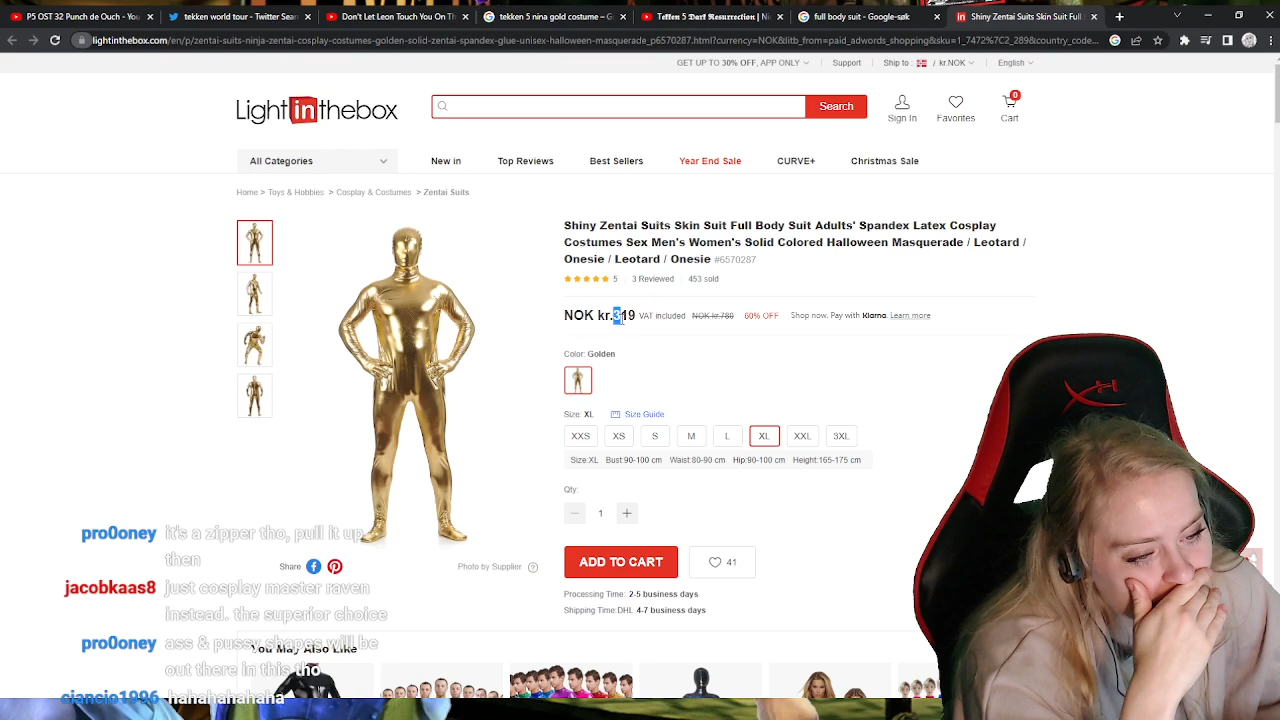 P5 OST 04 Ouch - You
tekken world - Twitter Sear
Don't Let Leon Touch You On Th
tekken 5 nina gold costume –
Tekken 5 Dark Resurrection | Ni
full body suit - Google-søk
Shiny Zentai Suits Skin Suit Full
lightinthebox.com/en/p/zentai-suits-ninja-zentai-cosplay-costumes-golden-solid-zentai-spandex-glue-unisex-halloween-masquerade_p6570287.html?currency=NOK&litb_from=paid_adwords_shopping&sku=1_7472%7C2_289&country_code...
GET UP TO 30% OFF, APP ONLY
Support
Ship to : / kr.NOK
English
Light in the box
Search
Sign In
Favorites
0
Cart
All Categories
New in
Top Reviews
Best Sellers
Year End Sale
CURVE+
Christmas Sale
Home > Toys & Hobbies > Cosplay & Costumes > Zentai Suits
Shiny Zentai Suits Skin Suit Full Body Suit Adults' Spandex Latex Cosplay
Costumes Sex Men's Women's Solid Colored Halloween Masquerade / Leotard /
Onesie / Leotard / Onesie #6570287
5 3 Reviewed 453 sold
NOK kr.319 VAT included NOK kr.780 60% OFF Shop now. Pay with Klarna. Learn more
Color: Golden
Size: XL Size Guide
XXS XS S M L XL XXL 3XL
Size:XL Bust:90-100 cm Waist:80-90 cm Hip:90-100 cm Height:165-175 cm
Qty:
1
ADD TO CART
41
Processing Time: 2-5 business days
Shipping Time:DHL 4-7 business days
Share
Photo by Supplier
You May Also Like
pro0oney it's a zipper tho, pull it up
then
jacobkaas8 just cosplay master raven
instead. the superior choice
pro0oney ass & pussy shapes will be
out there in this tho
ciancio1996 hahahahahaha